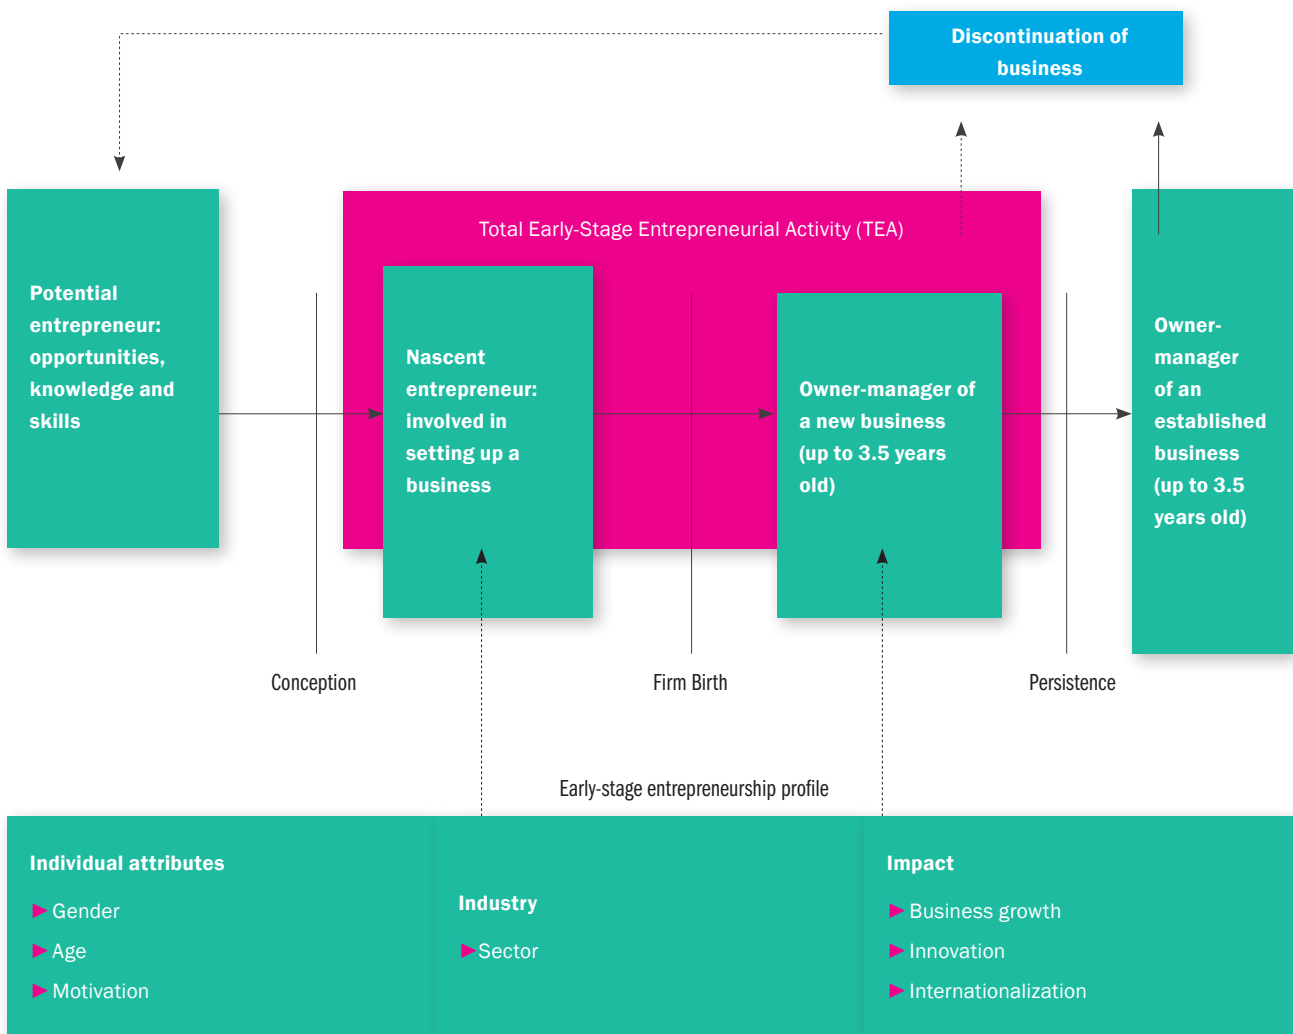 Discontinuation of
business
Total Early-Stage Entrepreneurial Activity (TEA)
Potential
entrepreneur:
opportunities,
knowledge and
skills
Nascent
entrepreneur:
involved in
setting up a
business
Owner-manager of
a new business
(up to 3.5 years
old)
Owner-
manager
of an
established
business
(up to 3.5
years old)
Conception
Firm Birth
Persistence
Early-stage entrepreneurship profile
Individual attributes
Gender
Age
Motivation
Industry
Sector
Impact
Business growth
Innovation
Internationalization